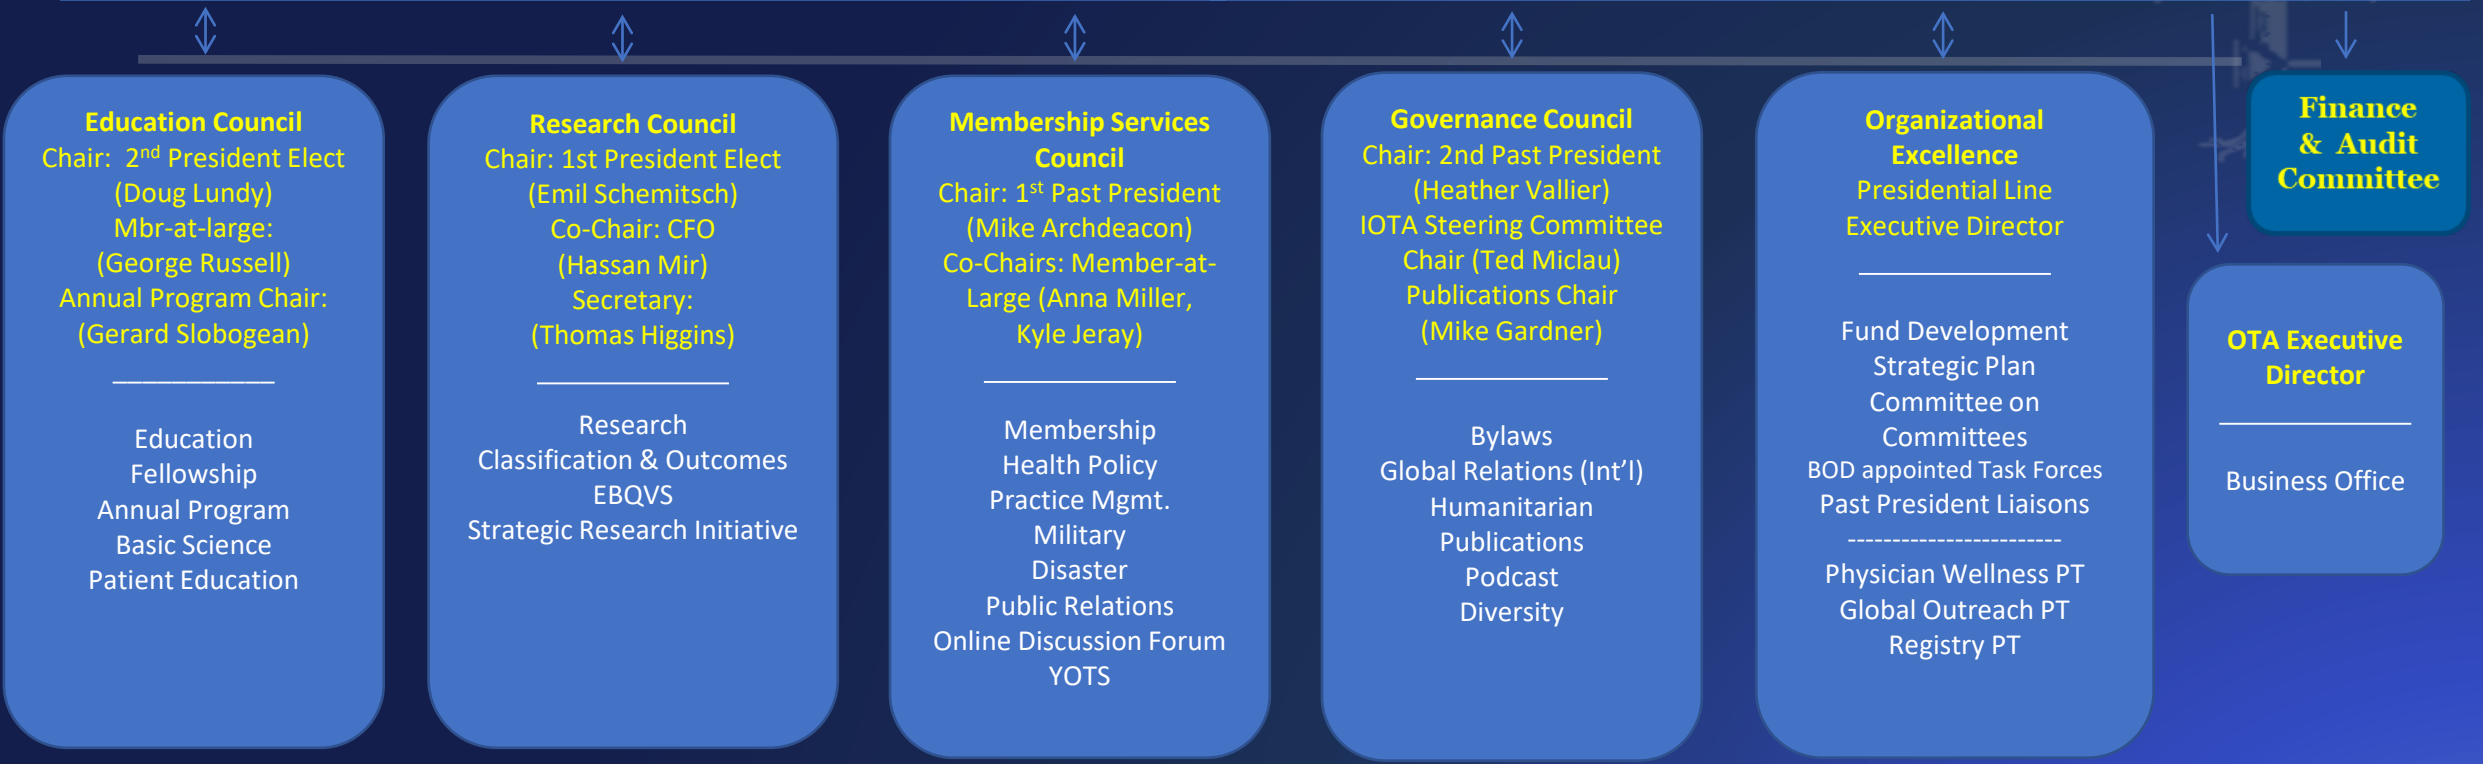 Education Council
Chair: 2nd President Elect
(Doug Lundy)
Mbr-at-large:
(George Russell)
Annual Program Chair:
(Gerard Slobogean)
___________
Education
Fellowship
Annual Program
Basic Science
Patient Education
Research Council
Chair: 1st President Elect
(Emil Schemitsch)
Co-Chair: CFO
(Hassan Mir)
Secretary:
(Thomas Higgins)
_____________
Research
Classification & Outcomes
EBQVS
Strategic Research Initiative
Membership Services
Council
Chair: 1st Past President
(Mike Archdeacon)
Co-Chairs: Member-at-
Large (Anna Miller,
Kyle Jeray)
_____________
Membership
Health Policy
Practice Mgmt.
Military
Disaster
Public Relations
Online Discussion Forum
YOTS
Governance Council
Chair: 2nd Past President
(Heather Vallier)
IOTA Steering Committee
Chair (Ted Miclau)
Publications Chair
(Mike Gardner)
_____________
Bylaws
Global Relations (Int’l)
Humanitarian
Publications
Podcast
Diversity
Organizational
Excellence
Presidential Line
Executive Director
_____________
Fund Development
Strategic Plan
Committee on
Committees
BOD appointed Task Forces
Past President Liaisons
------------------------
Physician Wellness PT
Global Outreach PT
Registry PT
Finance
& Audit
Committee
OTA Executive
Director
_____________
Business Office